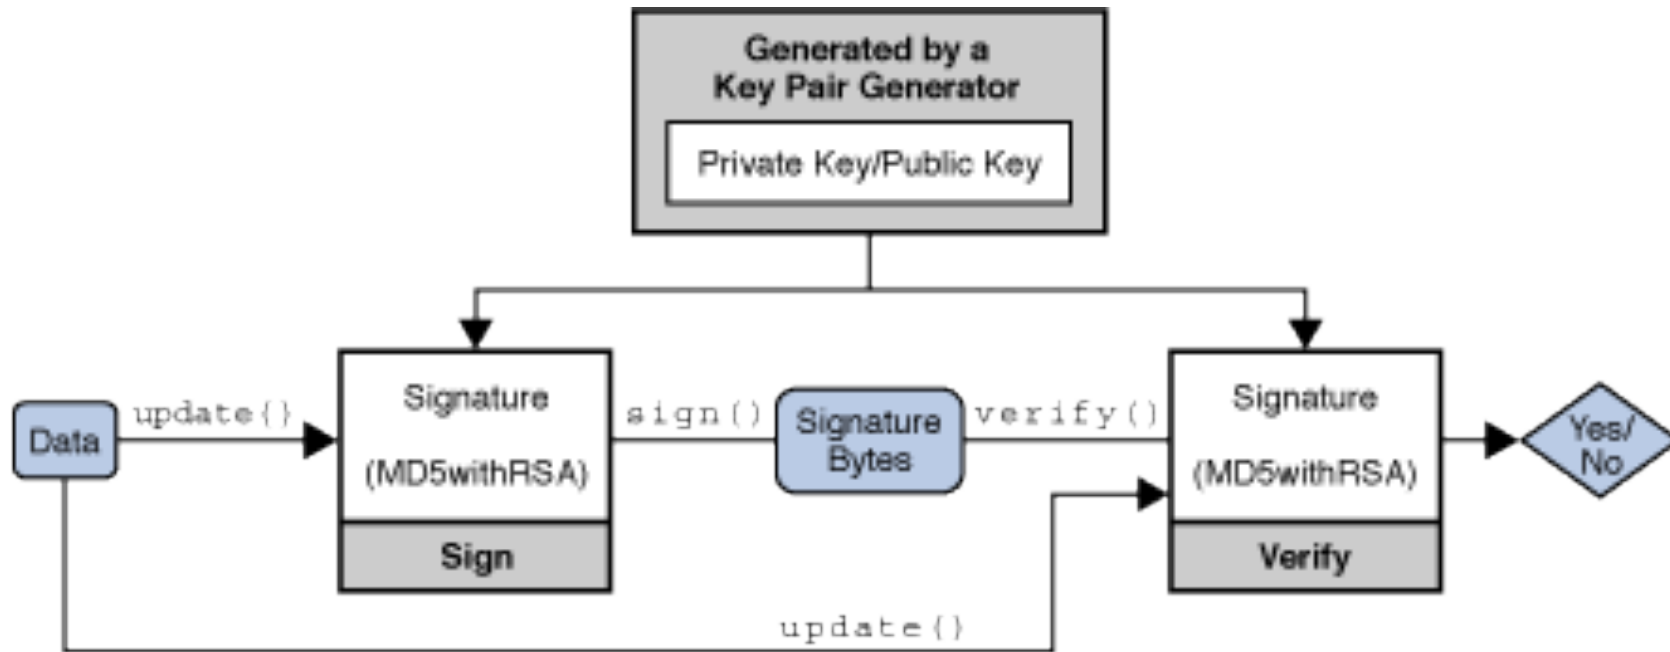 Generated by a
Key Pair Generator
Private Key/Public Key
Data
update{}
Signature
(MD5withRSA)
Sign
sign()
Signature
Bytes
verify()
Signature
(MD5withRSA)
Verify
Yes/
No
update{}